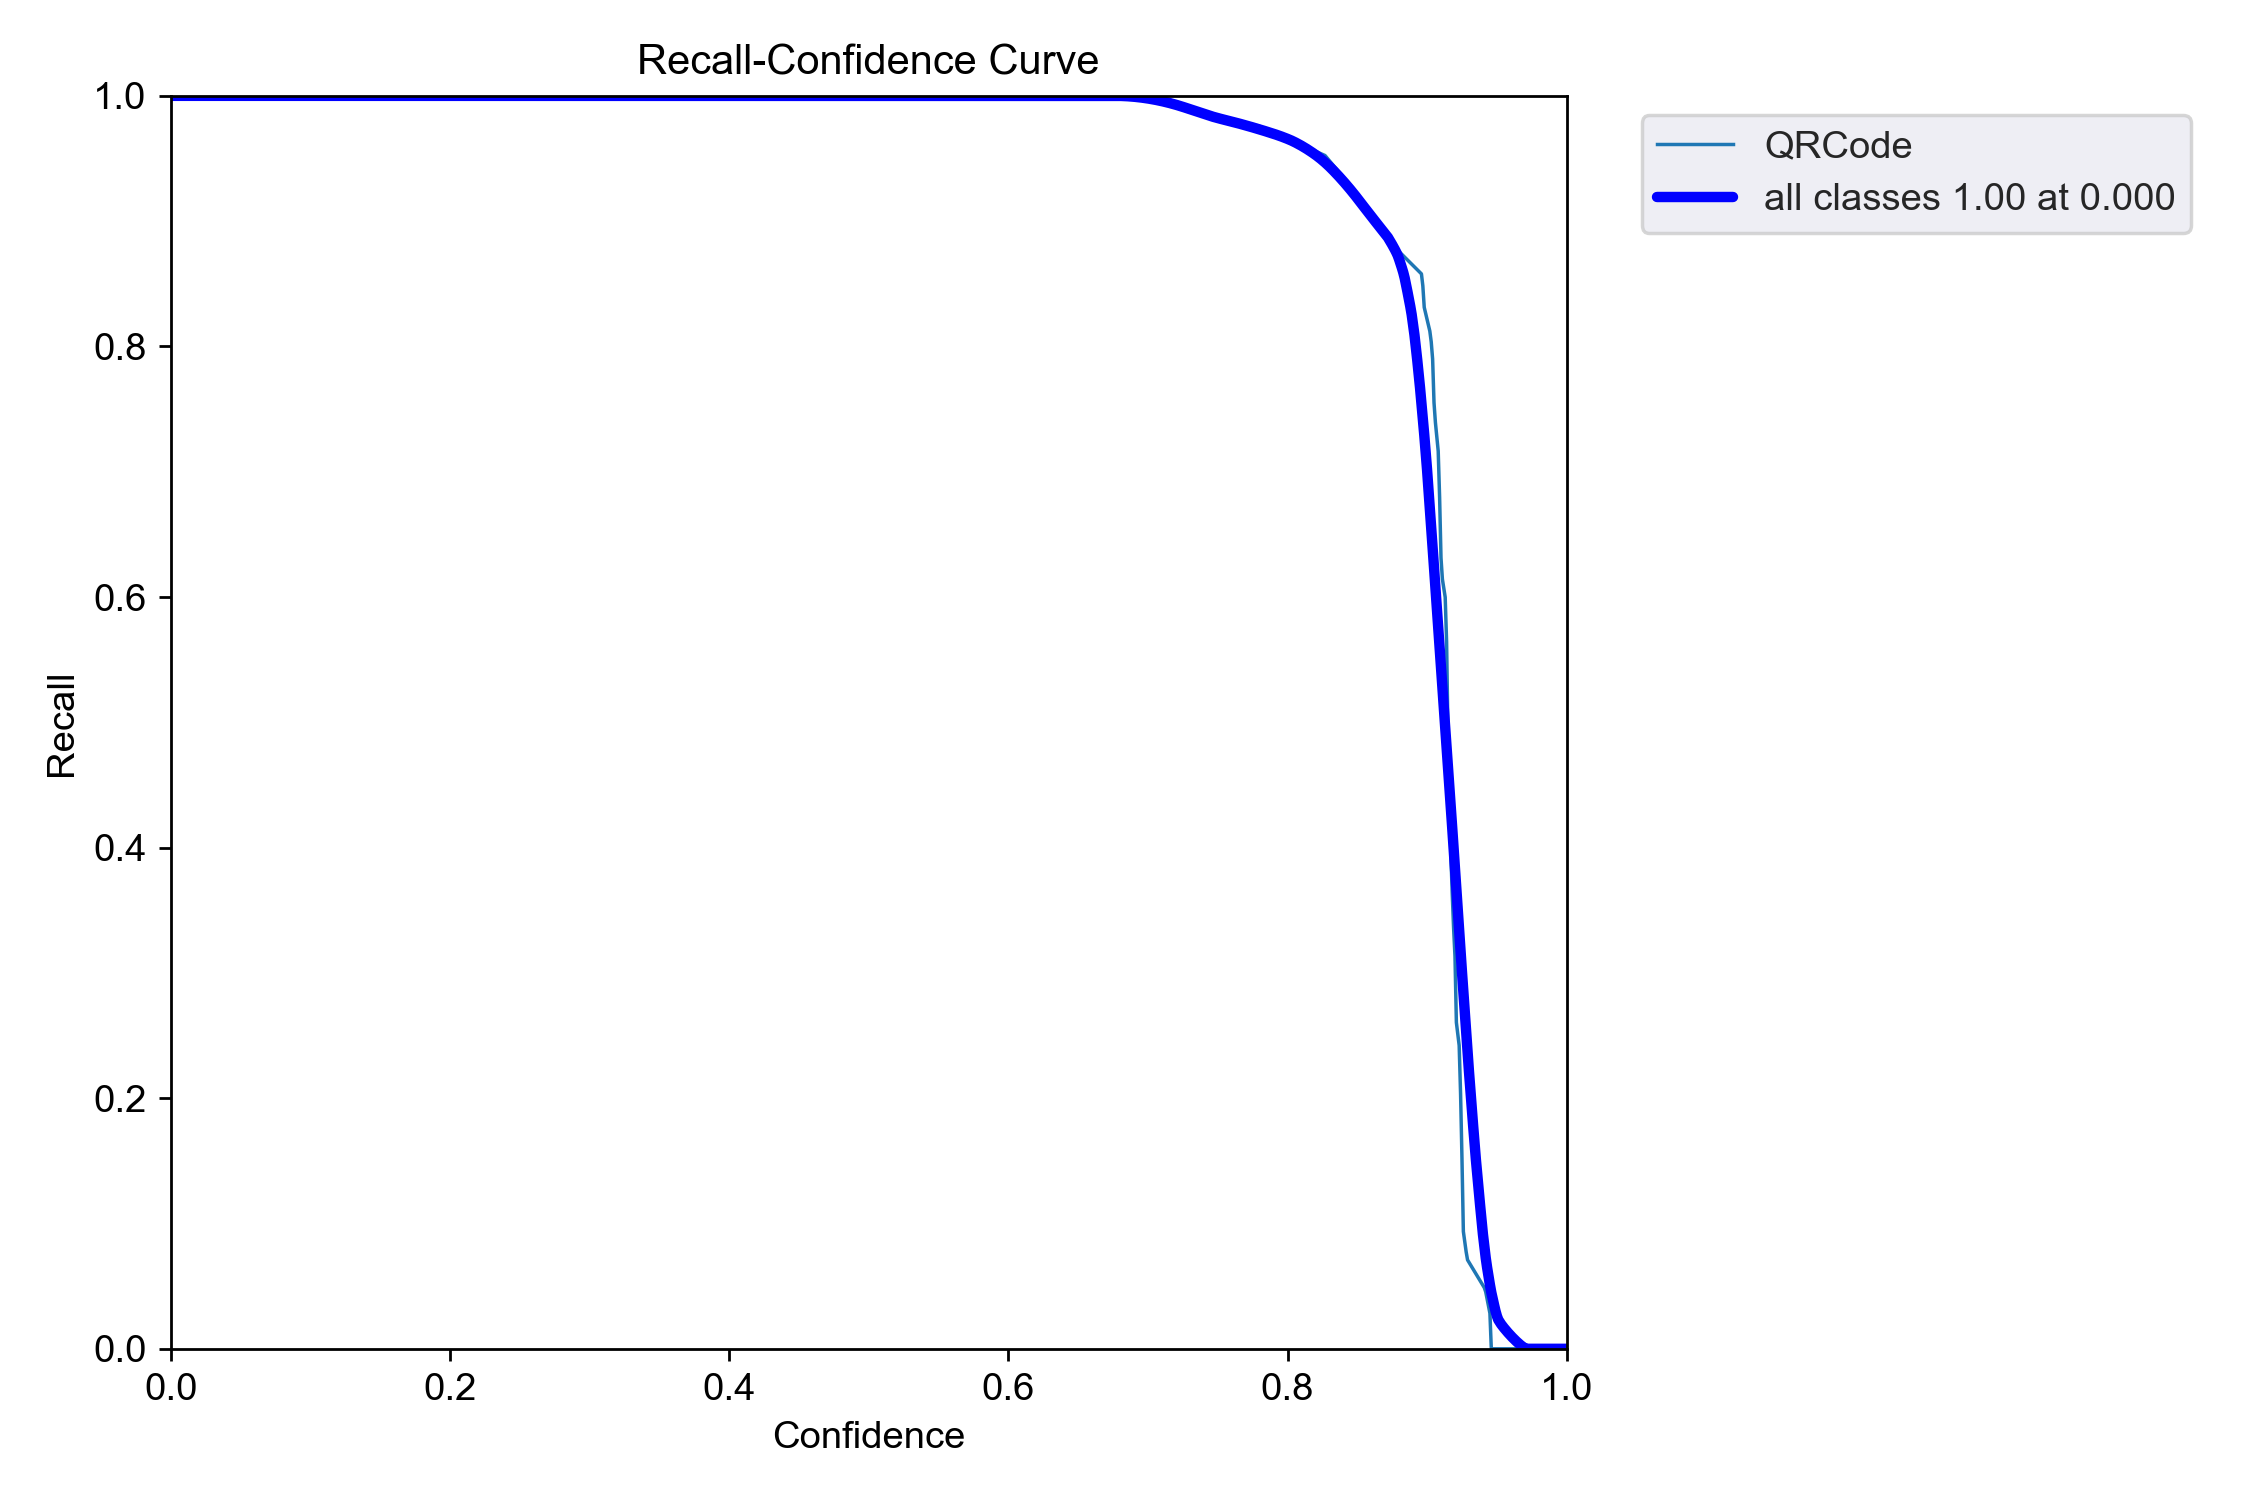 Recall-Confidence Curve
QRCode
all classes 1.00 at 0.000
Recall
1.0
0.8
0.6
0.4
0.2
0.0
0.0 0.2 0.4 0.6 0.8 1.0
Confidence